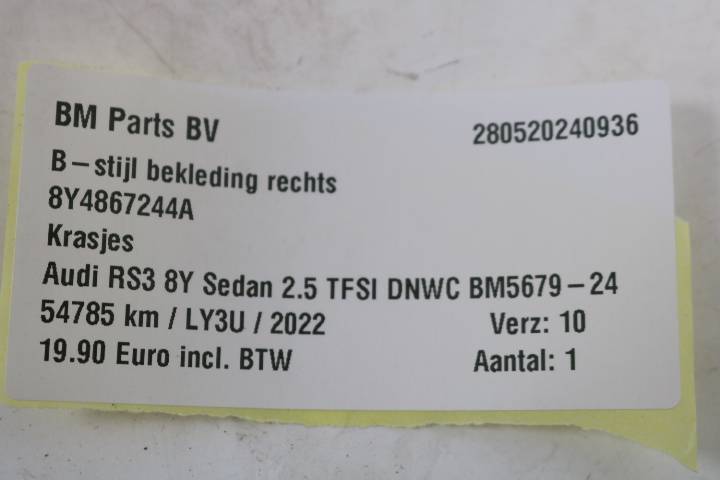 BM Parts BV 280520240936
B-stijl bekleding rechts
8Y4867244A
Krasjes
Audi RS3 8Y Sedan 2.5 TFSI DNWC BM5679-24
54785 km / LY3U / 2022 Verz: 10
19.90 Euro incl. BTW Aantal: 1